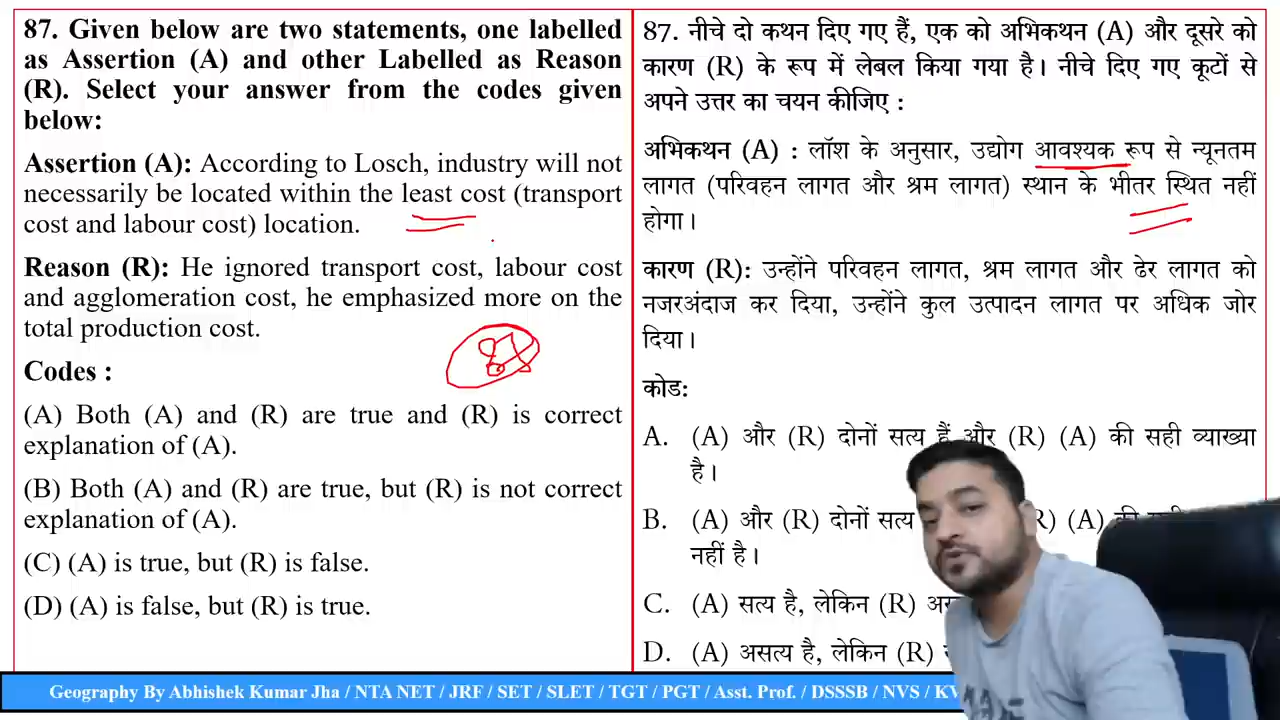 87. Given below are two statements, one labelled
as Assertion (A) and other Labelled as Reason
(R). Select your answer from the codes given
below:
Assertion (A): According to Losch, industry will not
necessarily be located within the least cost (transport
cost and labour cost) location.
Reason (R): He ignored transport cost, labour cost
and agglomeration cost, he emphasized more on the
total production cost.
Codes :
(A) Both (A) and (R) are true and (R) is correct
explanation of (A).
(B) Both (A) and (R) are true, but (R) is not correct
explanation of (A).
(C) (A) is true, but (R) is false.
(D) (A) is false, but (R) is true.
87. नीचे दो कथन दिए गए हैं, एक को अभिकथन (A) और दूसरे को
कारण (R) के रूप में लेबल किया गया है। नीचे दिए गए कूटों से
अपने उत्तर का चयन कीजिए :
अभिकथन (A) : लॉश के अनुसार, उद्योग आवश्यक रूप से न्यूनतम
लागत (परिवहन लागत और श्रम लागत) स्थान के भीतर स्थित नहीं
होगा।
कारण (R): उन्होंने परिवहन लागत, श्रम लागत और ढेर लागत को
नजरअंदाज कर दिया, उन्होंने कुल उत्पादन लागत पर अधिक जोर
दिया।
कोड:
A. (A) और (R) दोनों सत्य हैं और (R) (A) की सही व्याख्या
है।
B. (A) और (R) दोनों सत्य R) (A) की
नहीं है।
C. (A) सत्य है, लेकिन (R)
D. (A) असत्य है, लेकिन (R)
Geography By Abhishek Kumar Jha / NTA NET / JRF / SET / SLET / TGT / PGT / Asst. Prof. / DSSSB / NVS /